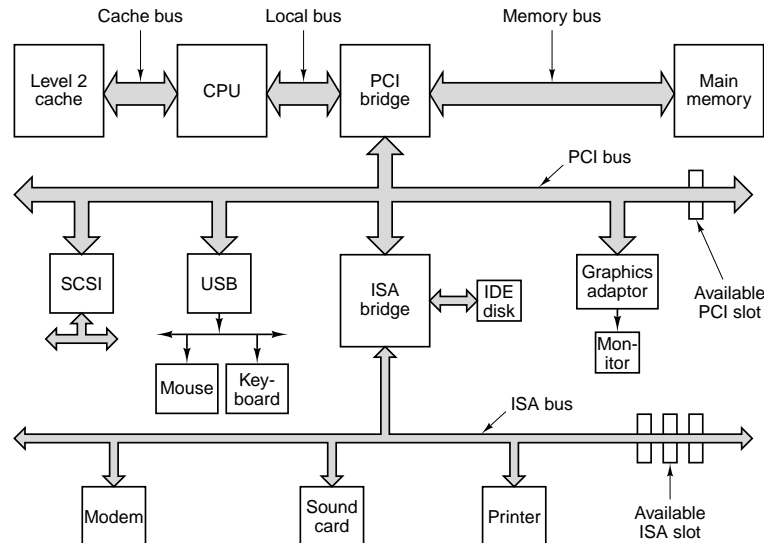 Cache bus
Local bus
Memory bus
Level 2
cache
CPU
PCI
bridge
Main
memory
PCI bus
SCSI
USB
ISA
bridge
IDE
disk
Graphics
adaptor
Available
PCI slot
Mon-
itor
Mouse
Key-
board
ISA bus
Modem
Sound
card
Printer
Available
ISA slot